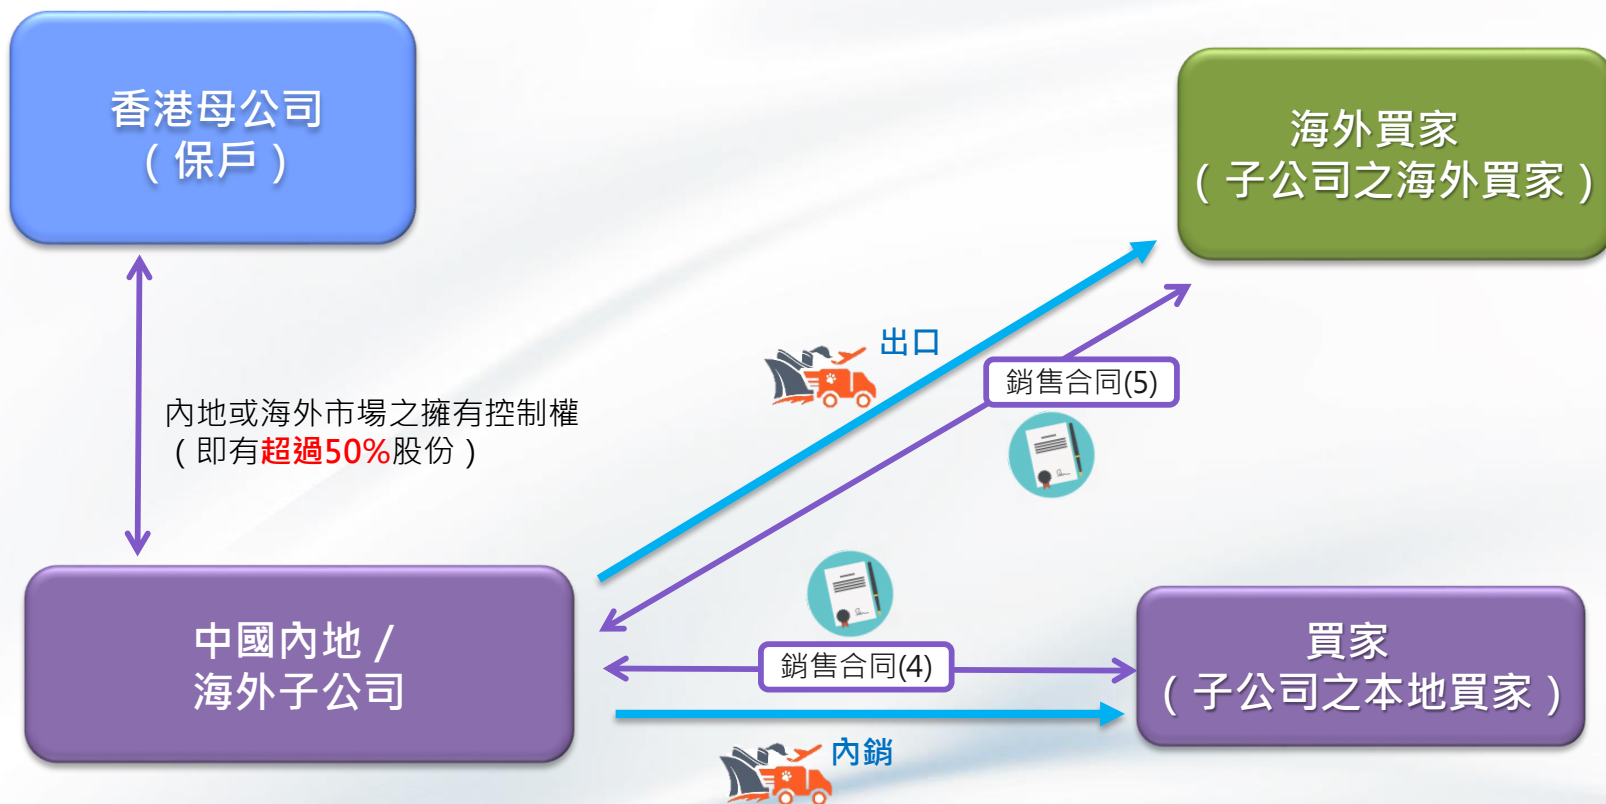 香港母公司
（保戶）
海外買家
（子公司之海外買家）
出口
銷售合同(5)
內地或海外市場之擁有控制權
（即有超過50%股份）
中國內地 /
海外子公司
銷售合同(4)
買家
（子公司之本地買家）
內銷